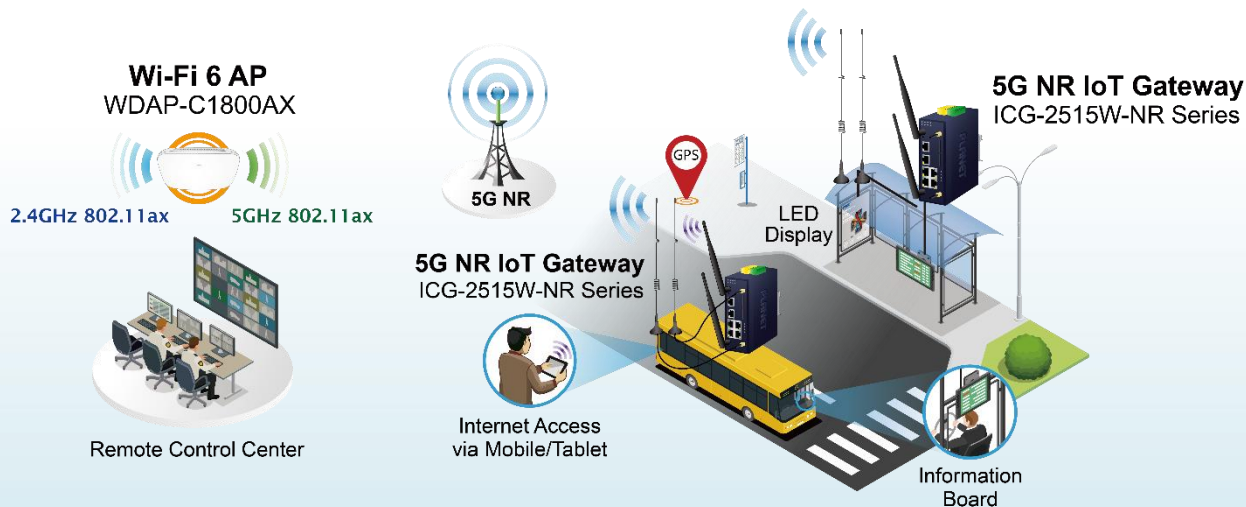 Wi-Fi 6 AP
WDAP-C1800AX
2.4GHz 802.11ax
5GHz 802.11ax
Remote Control Center
5G NR
GPS
5G NR IoT Gateway
ICG-2515W-NR Series
LED
Display
5G NR IoT Gateway
ICG-2515W-NR Series
PLANET
PLANET
Internet Access
via Mobile/Tablet
Information
Board